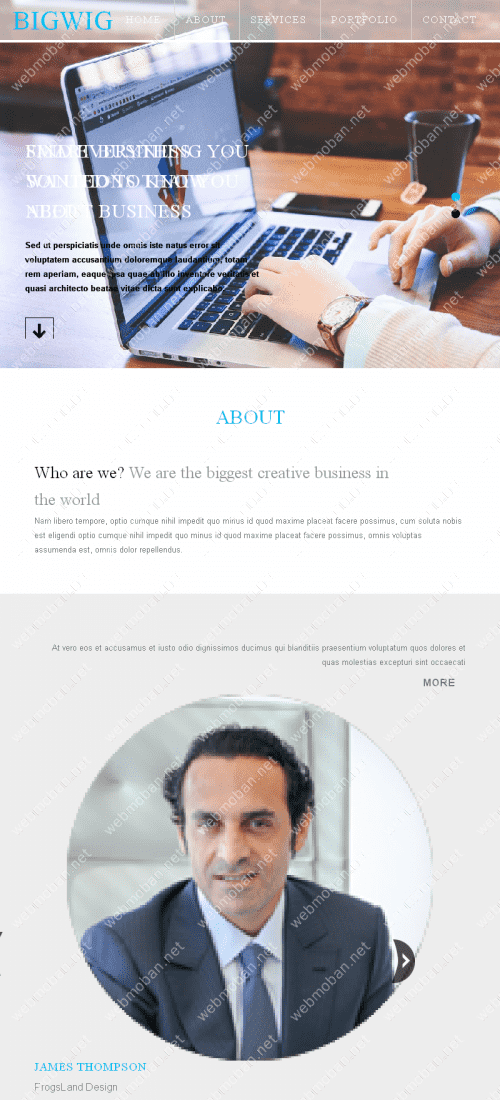 BIGWIG
HOME ABOUT SERVICES PORTFOLIO CONTACT
Sed ut perspiciatis unde omnis iste natus error sit
voluptatem accusantium doloremque laudantium, totam
rem aperiam, eaque ipsa quae ab illo inventore veritatis et
quasi architecto beatae vitae dicta sunt explicabo.
ABOUT
Who are we? We are the biggest creative business in
the world
Nam libero tempore, optio cumque nihil impedit quo minus id quod maxime placeat facere possimus, cum soluta nobis
est eligendi optio cumque nihil impedit quo minus id quod maxime placeat facere possimus, omnis voluptas
assumenda est, omnis dolor repellendus.
At vero eos et accusamus et iusto odio dignissimos ducimus qui blanditiis praesentium voluptatum quos dolores et
quas molestias excepturi sint occaecati
MORE
JAMES THOMPSON
FrogsLand Design
webmoban.net